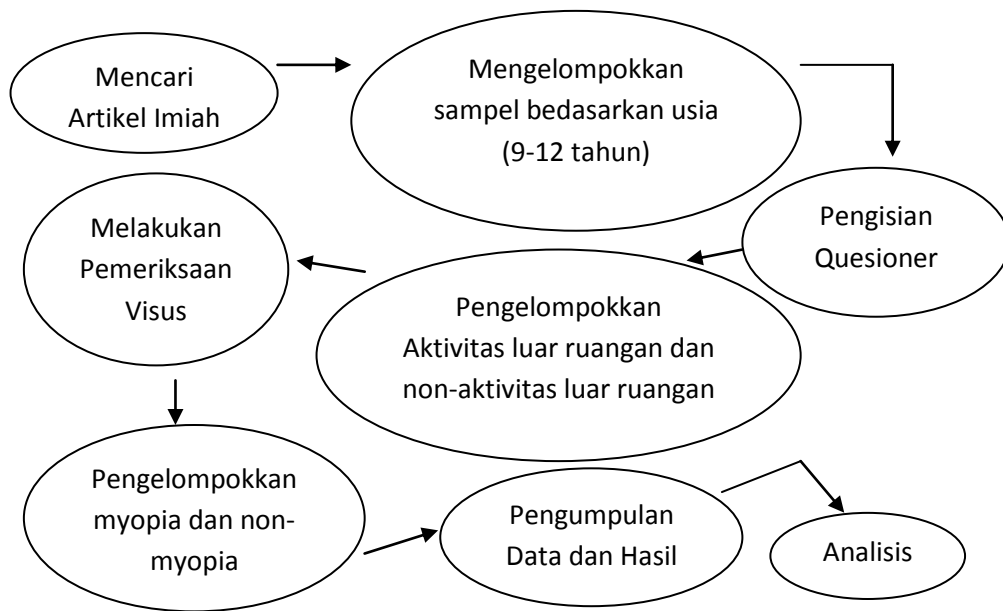 Mencari
Artikel Imiah
Mengelompokkan
sampel bedasarkan usia
(9-12 tahun)
Pengisian
Quesioner
Pengelompokkan
Aktivitas luar ruangan dan
non-aktivitas luar ruangan
Melakukan
Pemeriksaan
Visus
Pengelompokkan
myopia dan non-
myopia
Pengumpulan
Data dan Hasil
Analisis